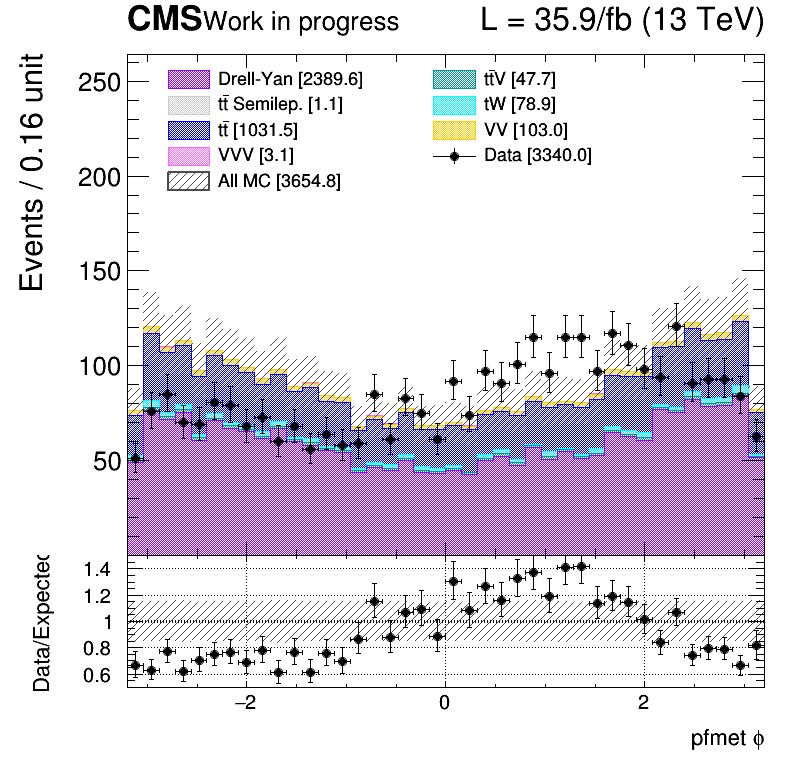 CMS Work in progress L = 35.9/fb (13 TeV)
Events / 0.16 unit
250
200
150
100
50
Drell-Yan [2389.6]
tt̄ Semilep. [1.1]
tt̄ [1031.5]
VVV [3.1]
All MC [3654.8]
tt̄V [47.7]
tW [78.9]
VV [103.0]
Data [3340.0]
Data/Expected
1.4
1.2
1
0.8
0.6
−2 0 2
pfmet ϕ